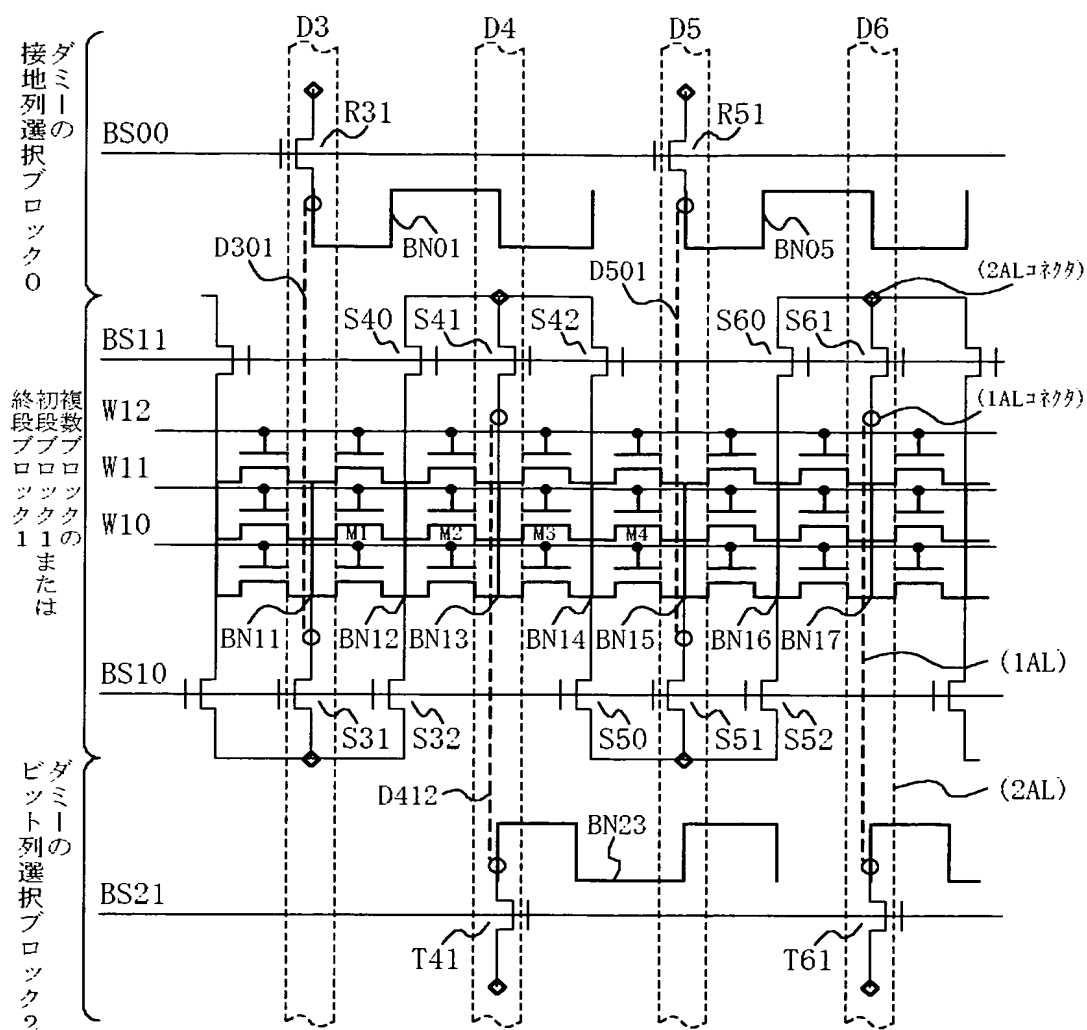 D3 D4 D5 D6
ダミーの
接地列選択ブロック0
R31
R51
BS00
BN01
BN05
D301
D501
(2ALコネクタ)
S40
S41
S42
S60
S61
BS11
(1ALコネクタ)
W12
W11
W10
複数ブロックの
初段ブロック1または
終段ブロック1
M1 M2 M3 M4
BN11
BN12
BN13
BN14
BN15
BN16
BN17
(1AL)
BS10
S31
S32
S50
S51
S52
ダミーの
ビット列選択ブロック2
D412
(2AL)
BN23
BS21
T41
T61